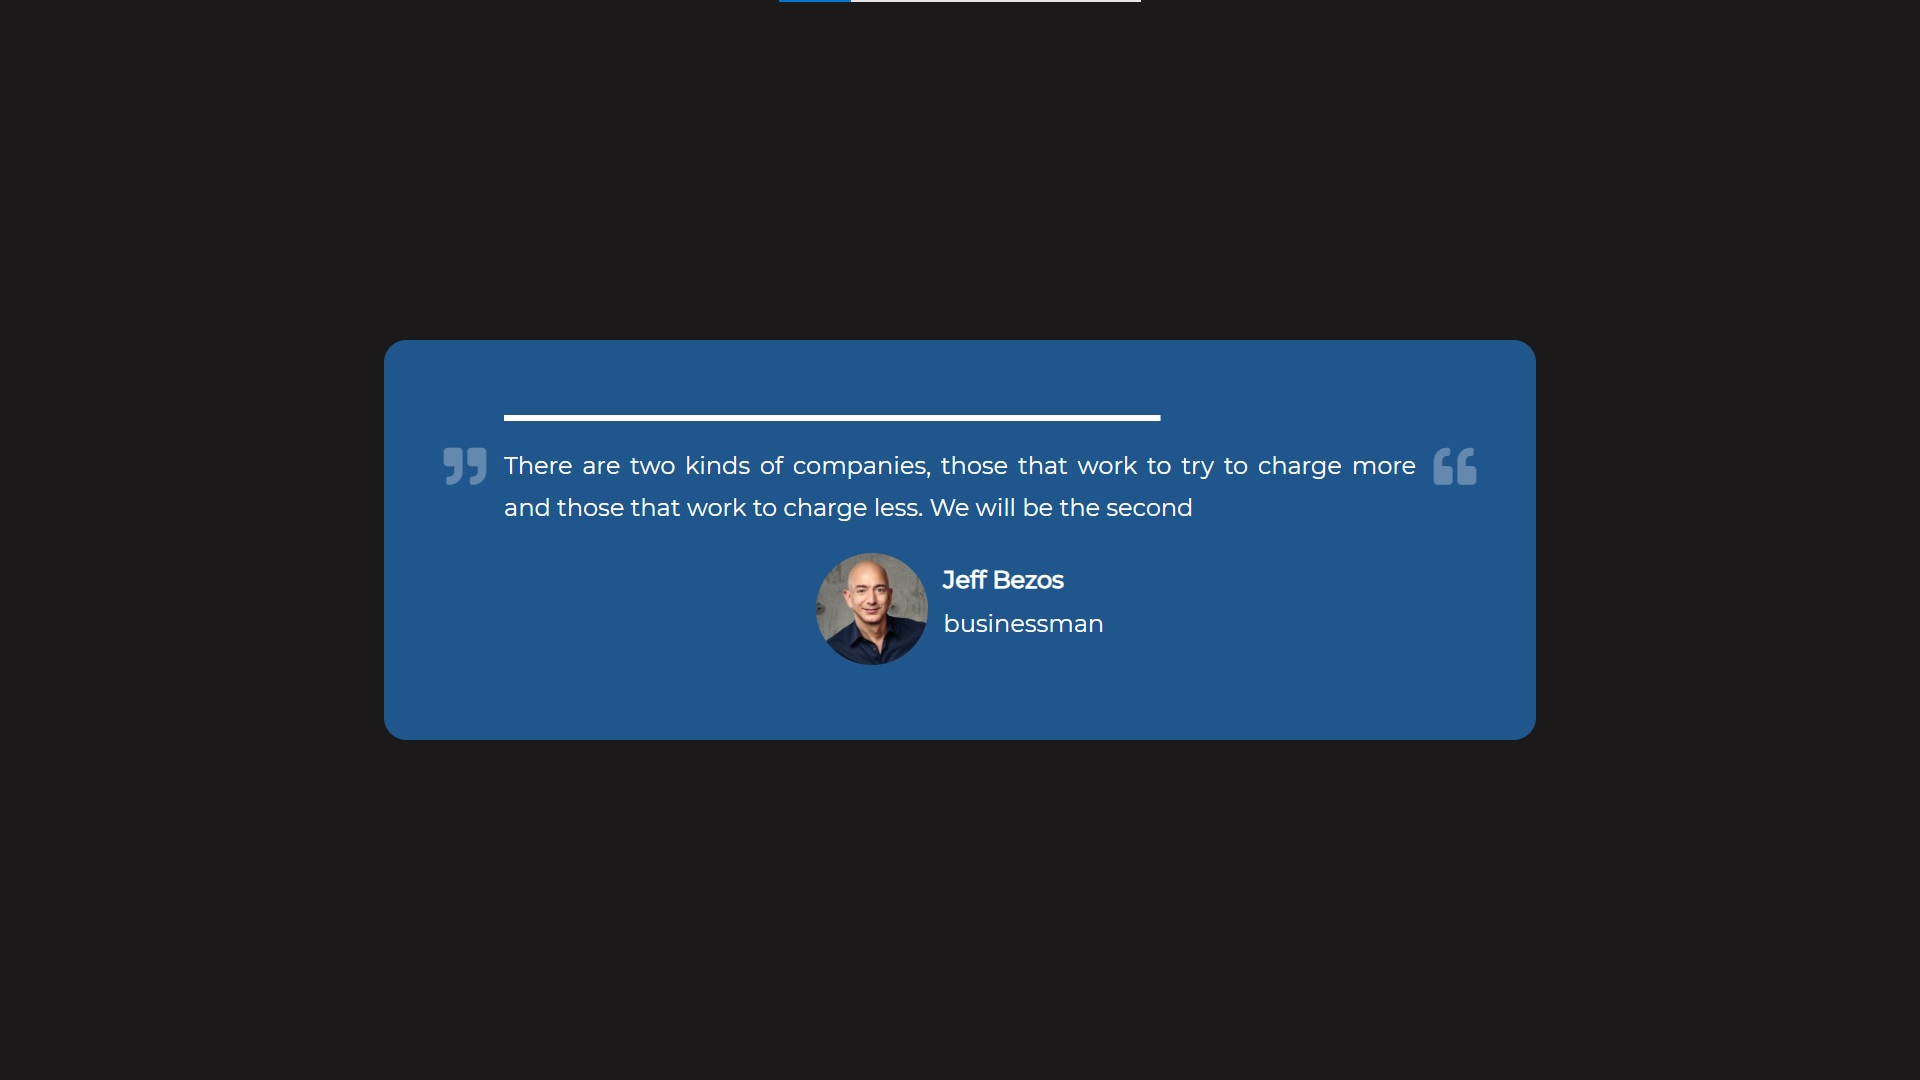 There are two kinds of companies, those that work to try to charge more
and those that work to charge less. We will be the second
Jeff Bezos
businessman